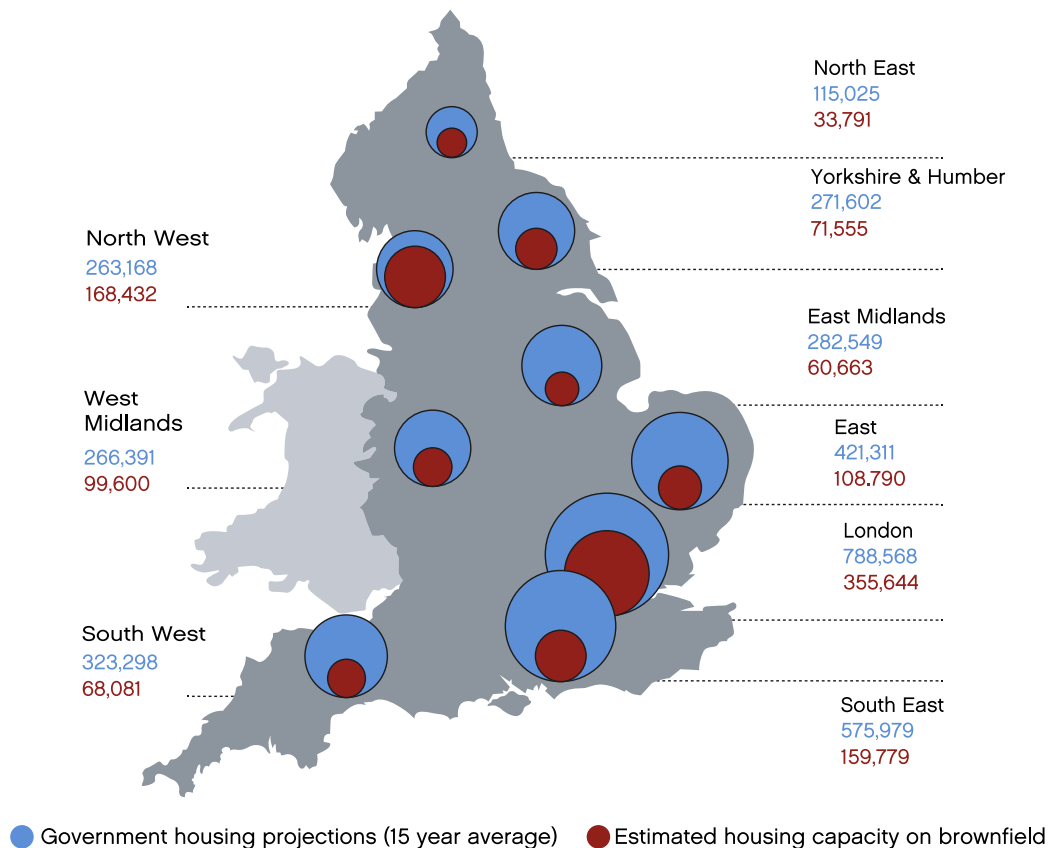 North East
115,025
33,791
Yorkshire & Humber
271,602
71,555
North West
263,168
168,432
East Midlands
282,549
60,663
West
Midlands
266,391
99,600
East
421,311
108.790
London
788,568
355,644
South West
323,298
68,081
South East
575,979
159,779
Government housing projections (15 year average)
Estimated housing capacity on brownfield